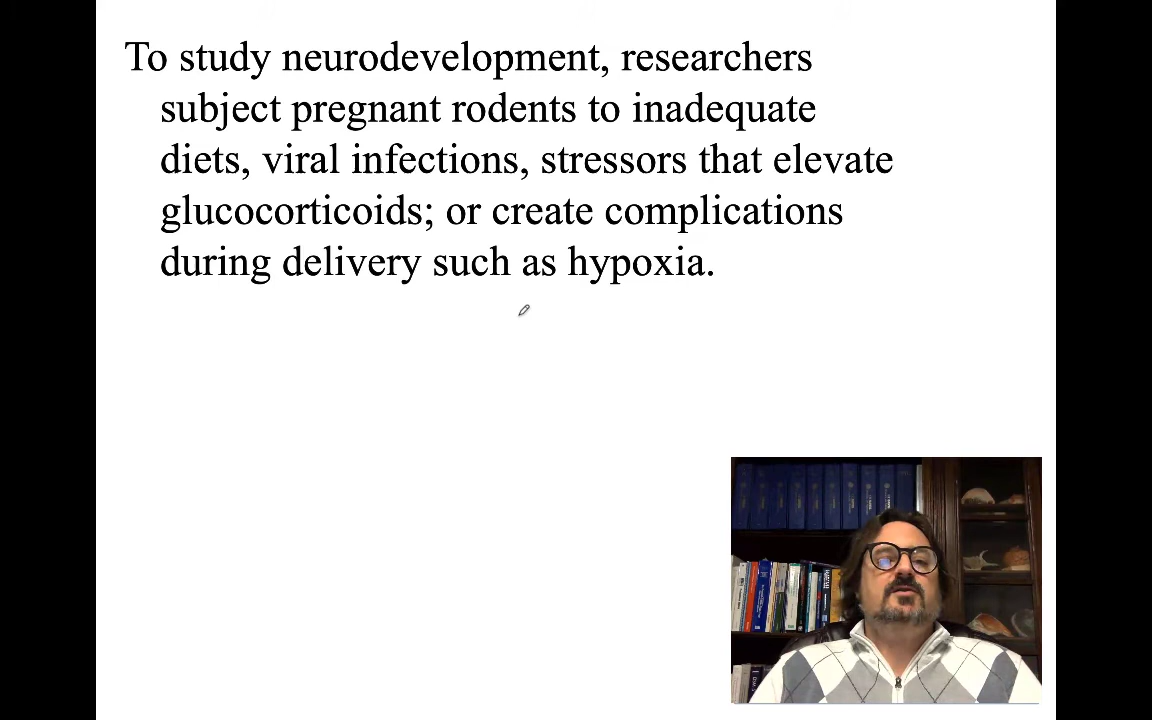 To study neurodevelopment, researchers
subject pregnant rodents to inadequate
diets, viral infections, stressors that elevate
glucocorticoids; or create complications
during delivery such as hypoxia.